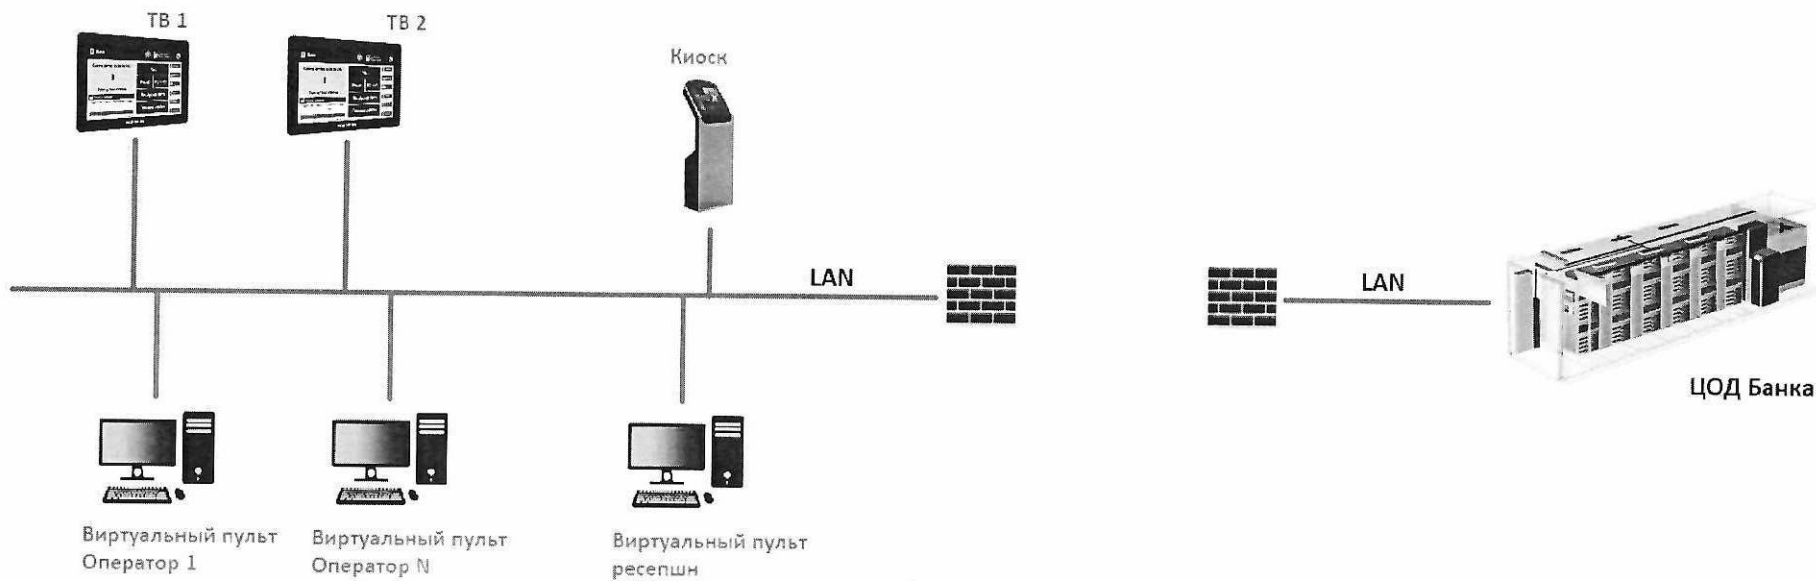 ТВ 1
ТВ 2
Киоск
LAN
LAN
ЦОД Банка
Виртуальный пульт
Оператор 1
Виртуальный пульт
Оператор N
Виртуальный пульт
ресепшн